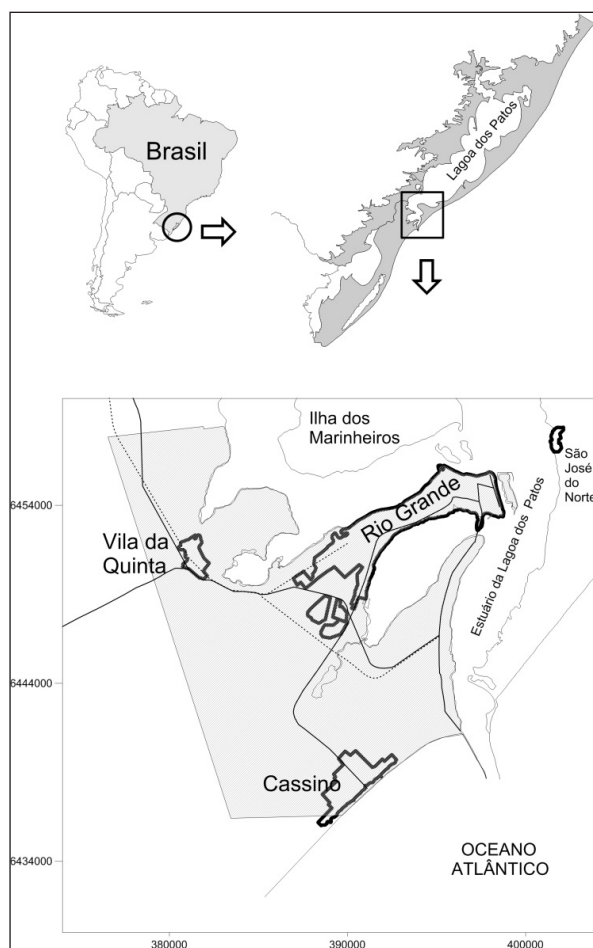 Brasil
Lagoa dos Patos
Ilha dos
Marinheiros
São
José
do
Norte
6454000
Rio Grande
Vila da
Quinta
Estuário da Lagoa dos Patos
6444000
Cassino
6434000
OCEANO
ATLÂNTICO
380000
390000
400000